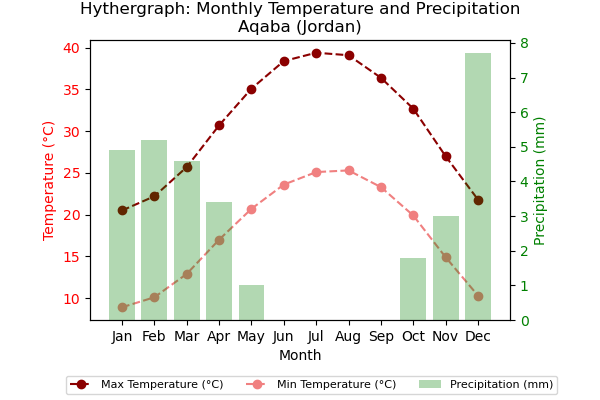 Hythergraph: Monthly Temperature and Precipitation
Aqaba (Jordan)
40
35
30
25
20
15
10
Temperature (°C)
8
7
6
5
4
3
2
1
0
Precipitation (mm)
Jan Feb Mar Apr May Jun Jul Aug Sep Oct Nov Dec
Month
Max Temperature (°C) Min Temperature (°C) Precipitation (mm)